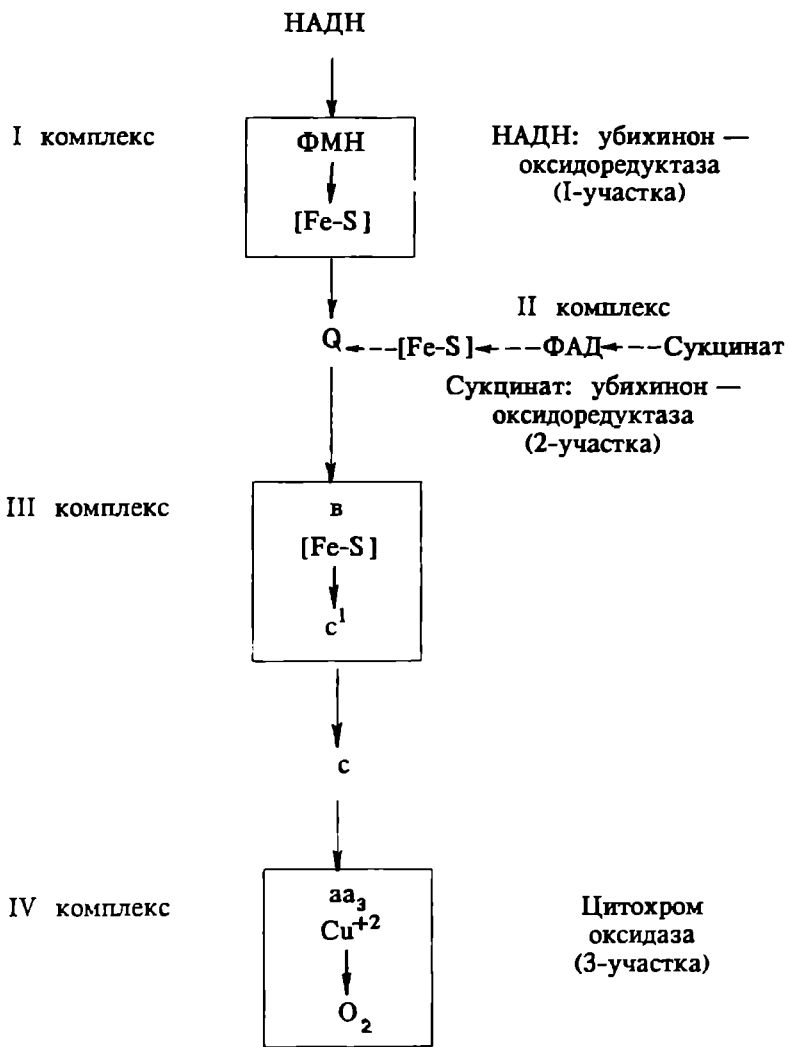 НАДН
I комплекс
ФМН
[Fe-S]
НАДН: убихинон —
оксидоредуктаза
(I-участка)
II комплекс
Q ◄---[Fe-S]◄---ФАД◄---Сукцинат
Сукцинат: убихинон —
оксидоредуктаза
(2-участка)
III комплекс
в
[Fe-S]
c¹
c
IV комплекс
aa₃
Cu⁺²
O₂
Цитохром
оксидаза
(3-участка)